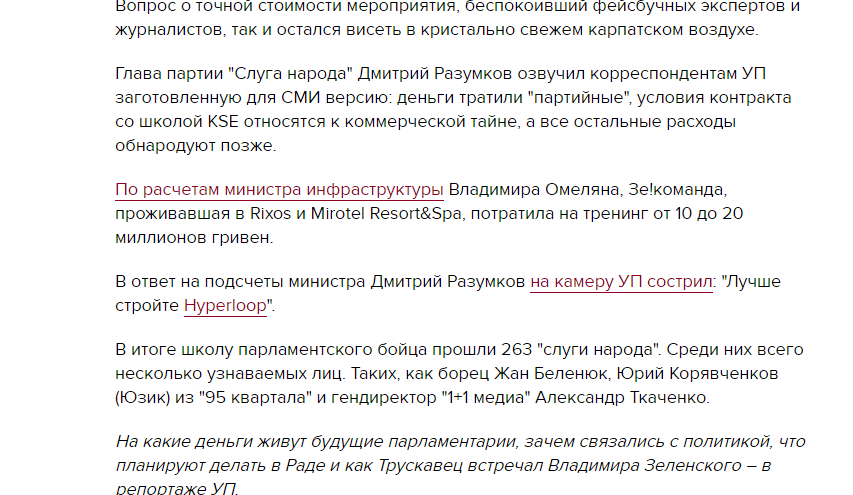 Вопрос о точной стоимости мероприятия, беспокоивший фейсбучных экспертов и
журналистов, так и остался висеть в кристально свежем карпатском воздухе.
Глава партии "Слуга народа" Дмитрий Разумков озвучил корреспондентам УП
заготовленную для СМИ версию: деньги тратили "партийные", условия контракта
со школой KSE относятся к коммерческой тайне, а все остальные расходы
обнародуют позже.
По расчетам министра инфраструктуры Владимира Омеляна, Зе!команда,
проживавшая в Rixos и Mirotel Resort&Spa, потратила на тренинг от 10 до 20
миллионов гривен.
В ответ на подсчеты министра Дмитрий Разумков на камеру УП сострил: "Лучше
стройте Hyperloop".
В итоге школу парламентского бойца прошли 263 "слуги народа". Среди них всего
несколько узнаваемых лиц. Таких, как борец Жан Беленюк, Юрий Корявченков
(Юзик) из "95 квартала" и гендиректор "1+1 медиа" Александр Ткаченко.
На какие деньги живут будущие парламентарии, зачем связались с политикой, что
планируют делать в Раде и как Трускавец встречал Владимира Зеленского – в
репортаже УП.